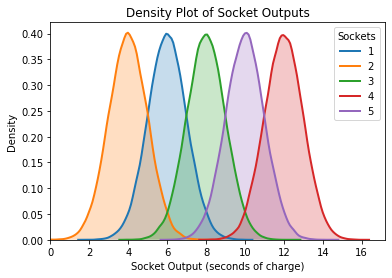 Density Plot of Socket Outputs
Sockets
1
2
3
4
5
Density
0.40
0.35
0.30
0.25
0.20
0.15
0.10
0.05
0.00
0 2 4 6 8 10 12 14 16
Socket Output (seconds of charge)